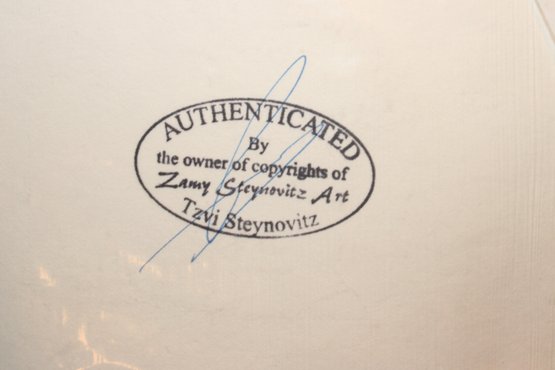 AUTHENTICATED
By
the owner of copyrights of
Zamy Steynovitz Art
Tzvi Steynovitz